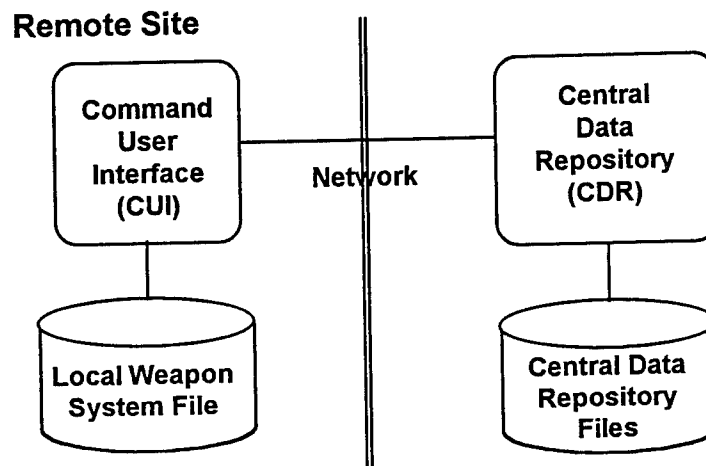 Remote Site
Command
User
Interface
(CUI)
Network
Central
Data
Repository
(CDR)
Local Weapon
System File
Central Data
Repository
Files